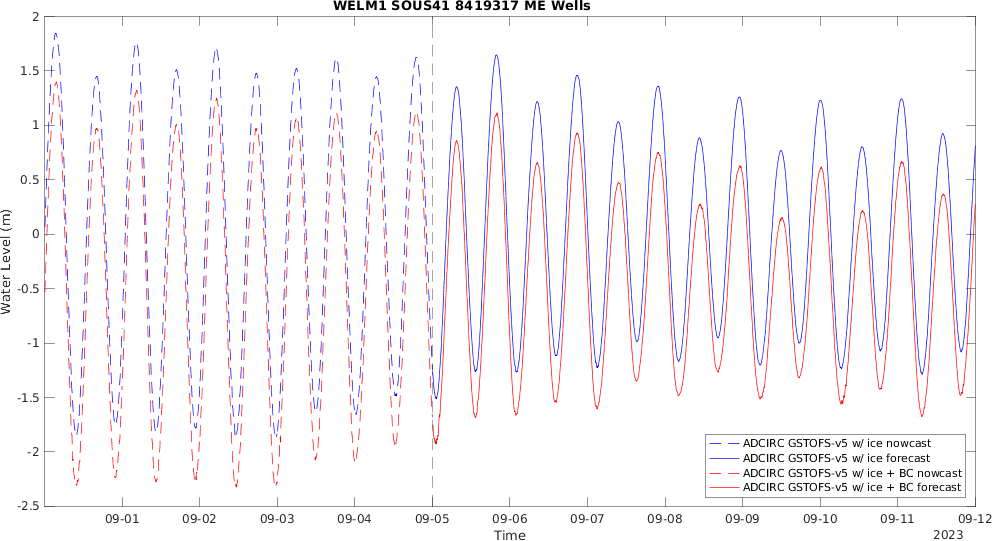 WELM1 SOUS41 8419317 ME Wells
Water Level (m)
2
1.5
1
0.5
0
-0.5
-1
-1.5
-2
-2.5
09-01 09-02 09-03 09-04 09-05 09-06 09-07 09-08 09-09 09-10 09-11 09-12
Time
2023
ADCIRC GSTOFS-v5 w/ ice nowcast
ADCIRC GSTOFS-v5 w/ ice forecast
ADCIRC GSTOFS-v5 w/ ice + BC nowcast
ADCIRC GSTOFS-v5 w/ ice + BC forecast